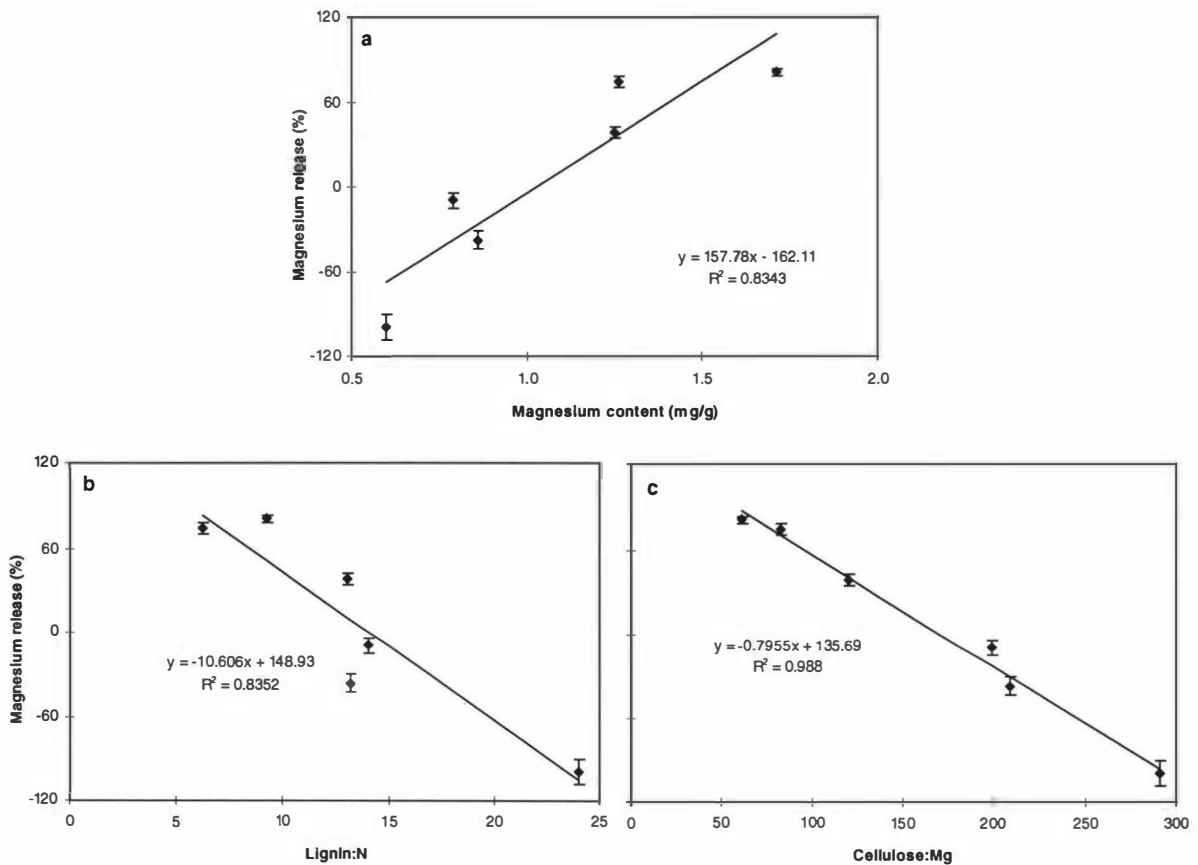 a
120
60
0
-60
-120
Magnesium release (%)
y = 157.78x - 162.11
R² = 0.8343
0.5 1.0 1.5 2.0
Magnesium content (mg/g)
b
120
60
0
-60
-120
Magnesium release (%)
y = -10.606x + 148.93
R² = 0.8352
0 5 10 15 20 25
Lignin:N
c
y = -0.7955x + 135.69
R² = 0.988
0 50 100 150 200 250 300
Cellulose:Mg